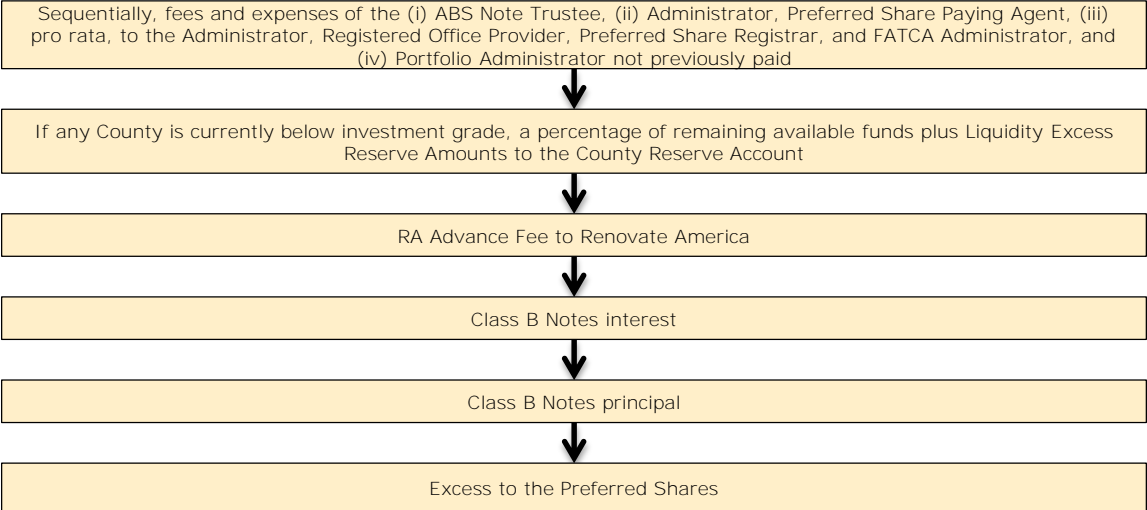 Sequentially, fees and expenses of the (i) ABS Note Trustee, (ii) Administrator, Preferred Share Paying Agent, (iii)
pro rata, to the Administrator, Registered Office Provider, Preferred Share Registrar, and FATCA Administrator, and
(iv) Portfolio Administrator not previously paid
If any County is currently below investment grade, a percentage of remaining available funds plus Liquidity Excess
Reserve Amounts to the County Reserve Account
RA Advance Fee to Renovate America
Class B Notes interest
Class B Notes principal
Excess to the Preferred Shares